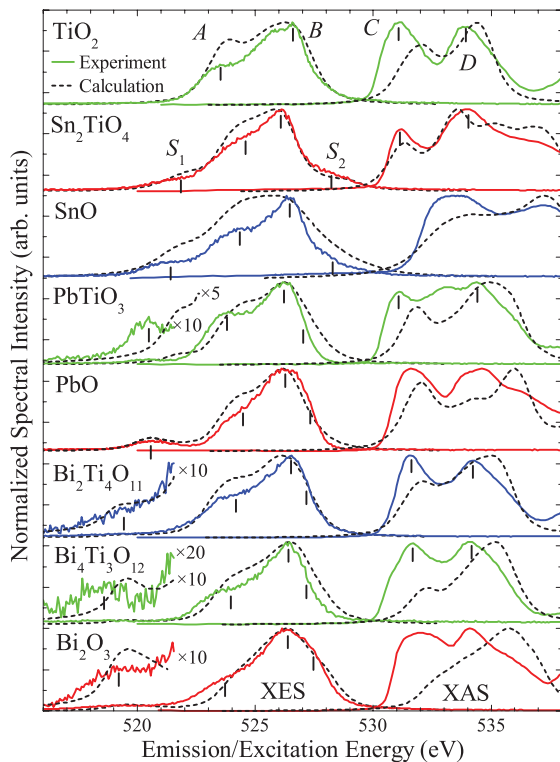 TiO2
A
B
C
D
Experiment
Calculation
Sn2TiO4
S1
S2
SnO
PbTiO3
×5
×10
PbO
Bi2Ti4O11
×10
Bi4Ti3O12
×20
×10
Bi2O3
×10
XES
XAS
520
525
530
535
Emission/Excitation Energy (eV)
Normalized Spectral Intensity (arb. units)